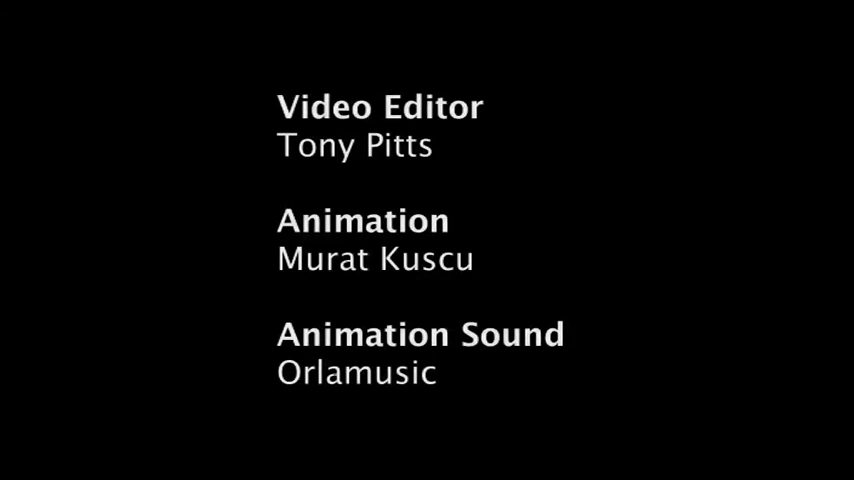 Video Editor
Tony Pitts
Animation
Murat Kuscu
Animation Sound
Orlamusic